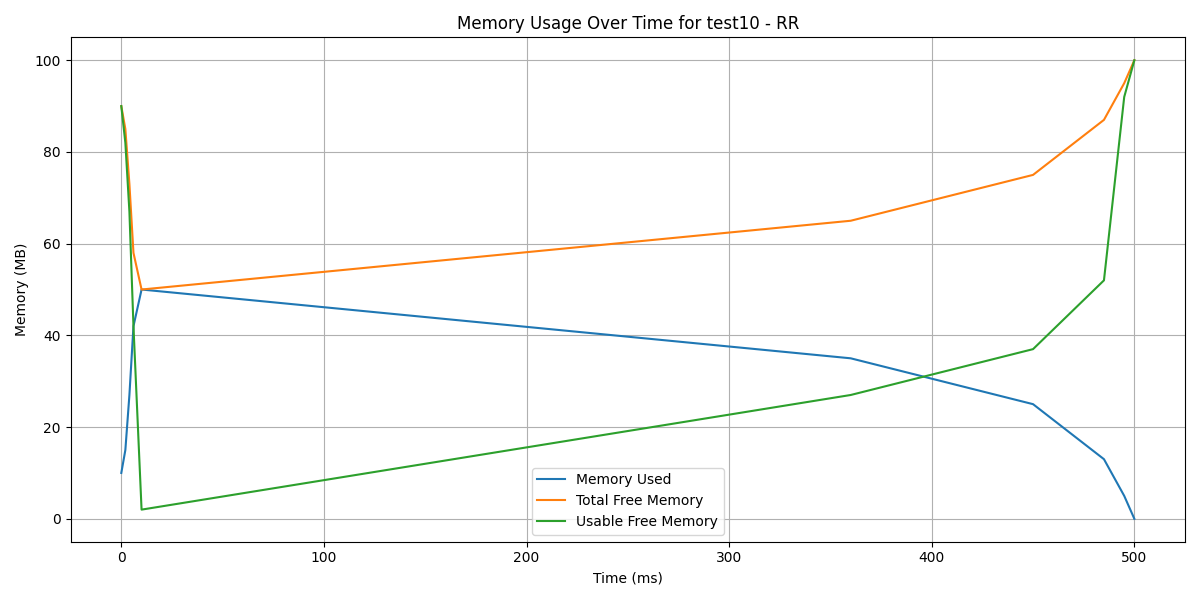 Memory Usage Over Time for test10 - RR
Memory (MB)
100
80
60
40
20
0
Memory Used
Total Free Memory
Usable Free Memory
0 100 200 300 400 500
Time (ms)